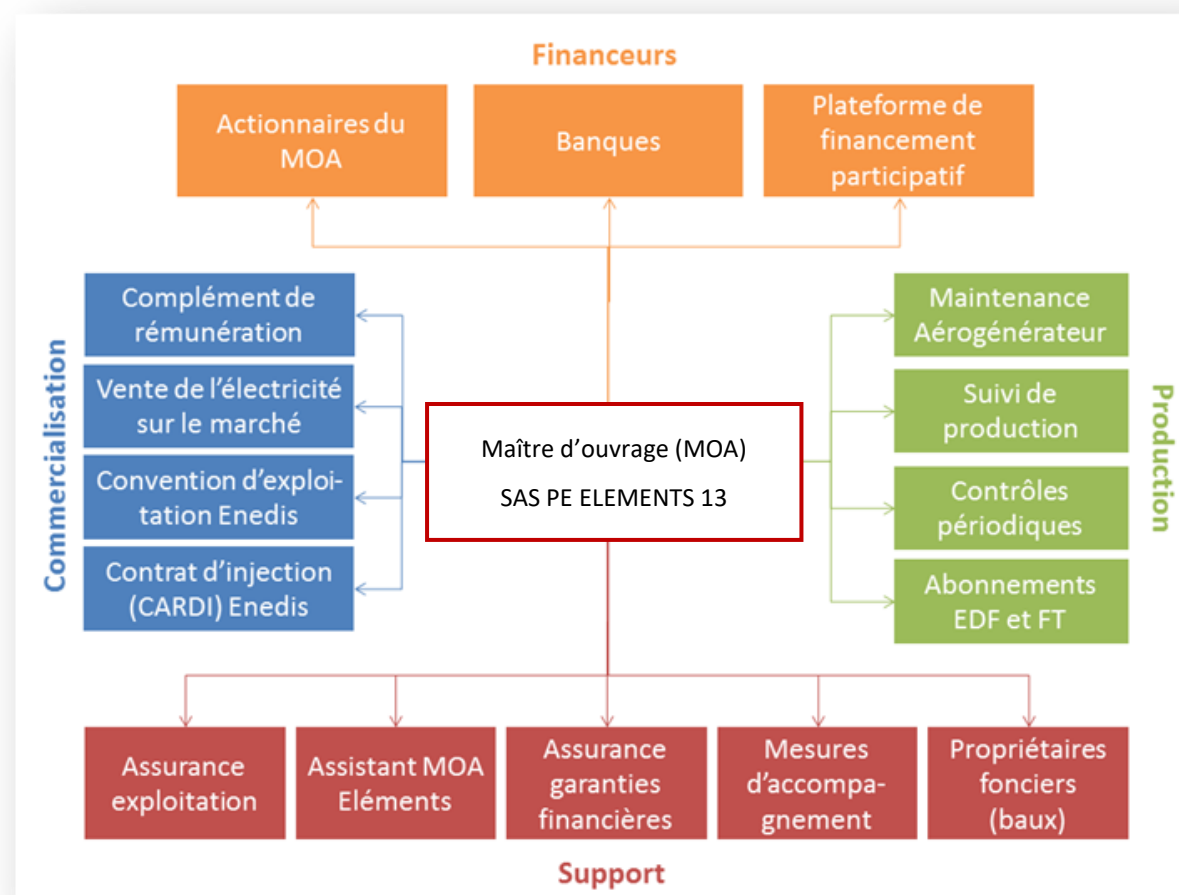 Financeurs
Actionnaires du
MOA
Banques
Plateforme de
financement
participatif
Commercialisation
Complément de
rémunération
Vente de l’électricité
sur le marché
Convention d’exploi-
tation Enedis
Contrat d’injection
(CARDI) Enedis
Maître d’ouvrage (MOA)
SAS PE ELEMENTS 13
Maintenance
Aérogénérateur
Suivi de
production
Contrôles
périodiques
Abonnements
EDF et FT
Production
Assurance
exploitation
Assistant MOA
Eléments
Assurance
garanties
financières
Mesures
d’accompa-
gnement
Propriétaires
fonciers
(baux)
Support